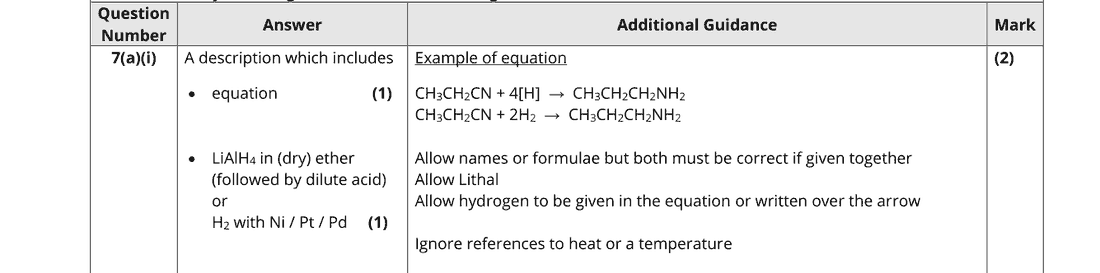 Question Number
Answer
Additional Guidance
Mark
7(a)(i)
A description which includes
Example of equation
(2)
• equation (1)
CH₃CH₂CN + 4[H] → CH₃CH₂CH₂NH₂
CH₃CH₂CN + 2H₂ → CH₃CH₂CH₂NH₂
• LiAlH₄ in (dry) ether
(followed by dilute acid)
or
H₂ with Ni / Pt / Pd (1)
Allow names or formulae but both must be correct if given together
Allow Lithal
Allow hydrogen to be given in the equation or written over the arrow
Ignore references to heat or a temperature